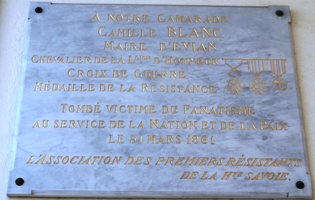 A NOTRE CAMARADE
CAMILLE BLANC
MAIRE D'EVIAN
CHEVALIER DE LA LÉGION D'HONNEUR
CROIX DE GUERRE
MÉDAILLE DE LA RÉSISTANCE
TOMBÉ VICTIME DU FANATISME
AU SERVICE DE LA NATION ET DE LA PAIX
LE 31 MARS 1961
L'ASSOCIATION DES PREMIERS RÉSISTANTS
DE LA HTE SAVOIE.